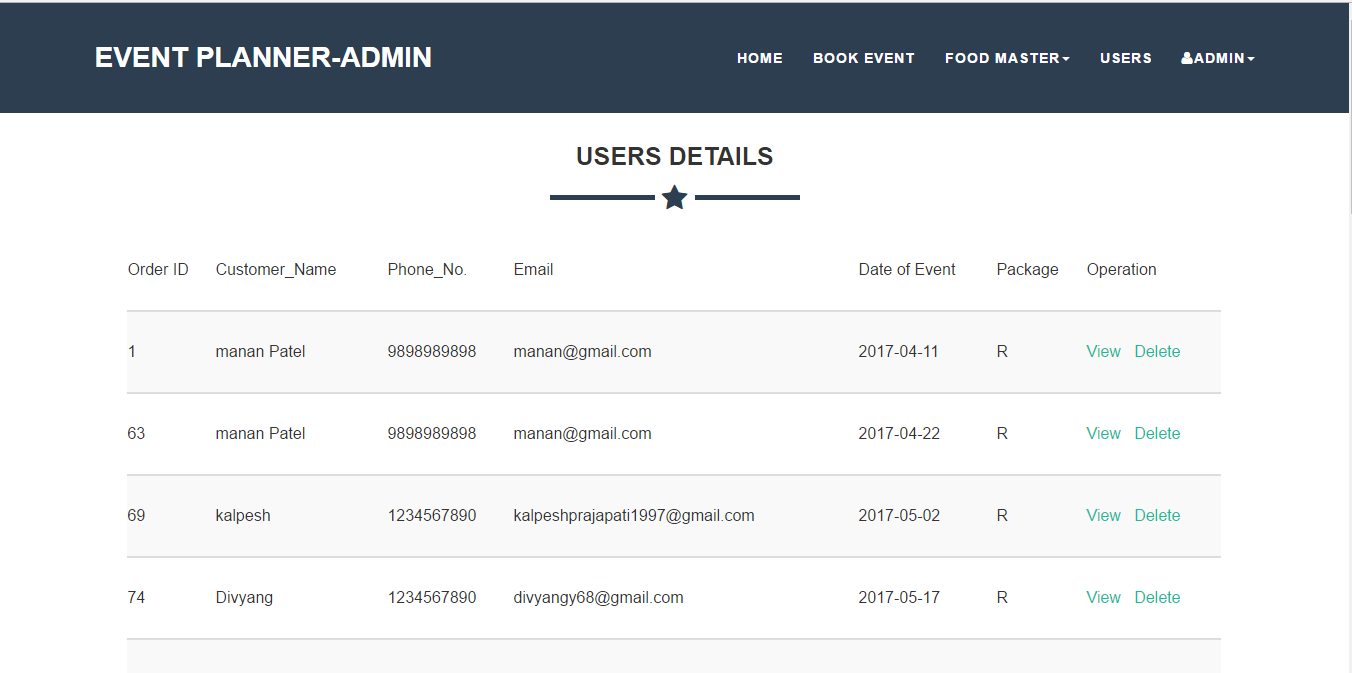 EVENT PLANNER-ADMIN HOME BOOK EVENT FOOD MASTER USERS ADMIN
USERS DETAILS
Order ID Customer_Name Phone_No. Email Date of Event Package Operation
1 manan Patel 9898989898 manan@gmail.com 2017-04-11 R View Delete
63 manan Patel 9898989898 manan@gmail.com 2017-04-22 R View Delete
69 kalpesh 1234567890 kalpeshprajapati1997@gmail.com 2017-05-02 R View Delete
74 Divyang 1234567890 divyangy68@gmail.com 2017-05-17 R View Delete